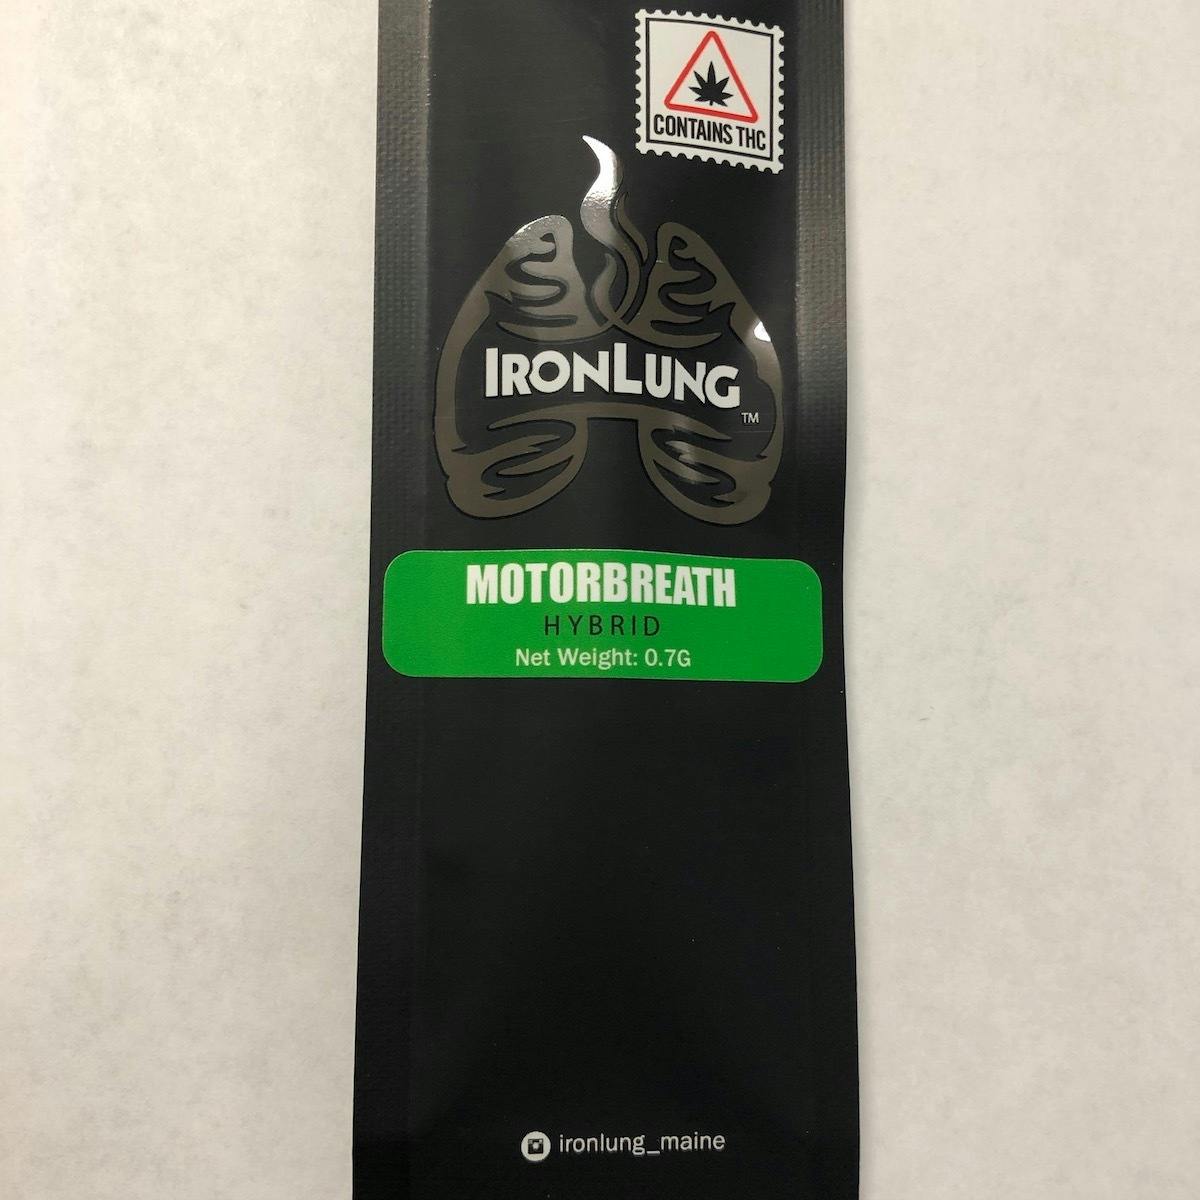 CONTAINS THC
IRONLUNG
TM
MOTORBREATH
HYBRID
Net Weight: 0.7G
ironlung_maine